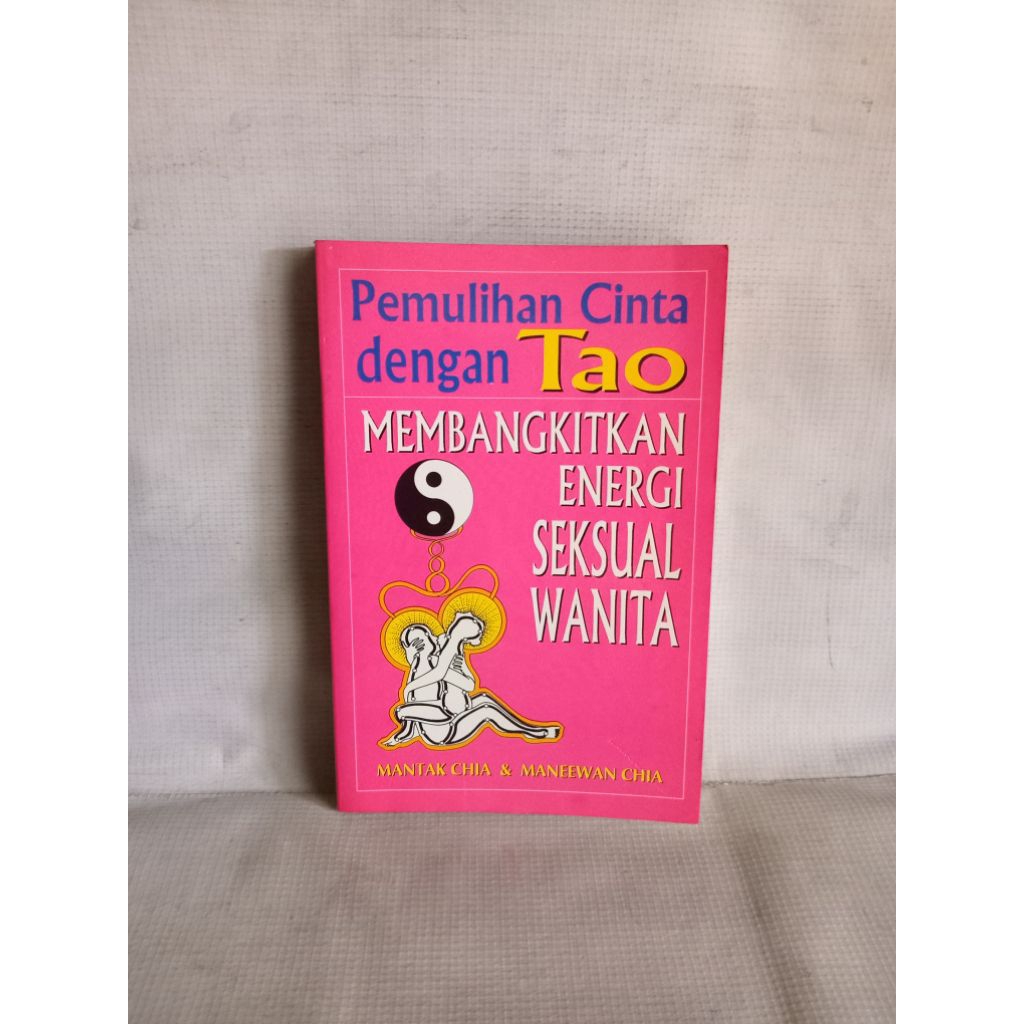 Pemulihan Cinta
dengan Tao
MEMBANGKITKAN
ENERGI
SEKSUAL
WANITA
MANTAK CHIA & MANEEWAN CHIA